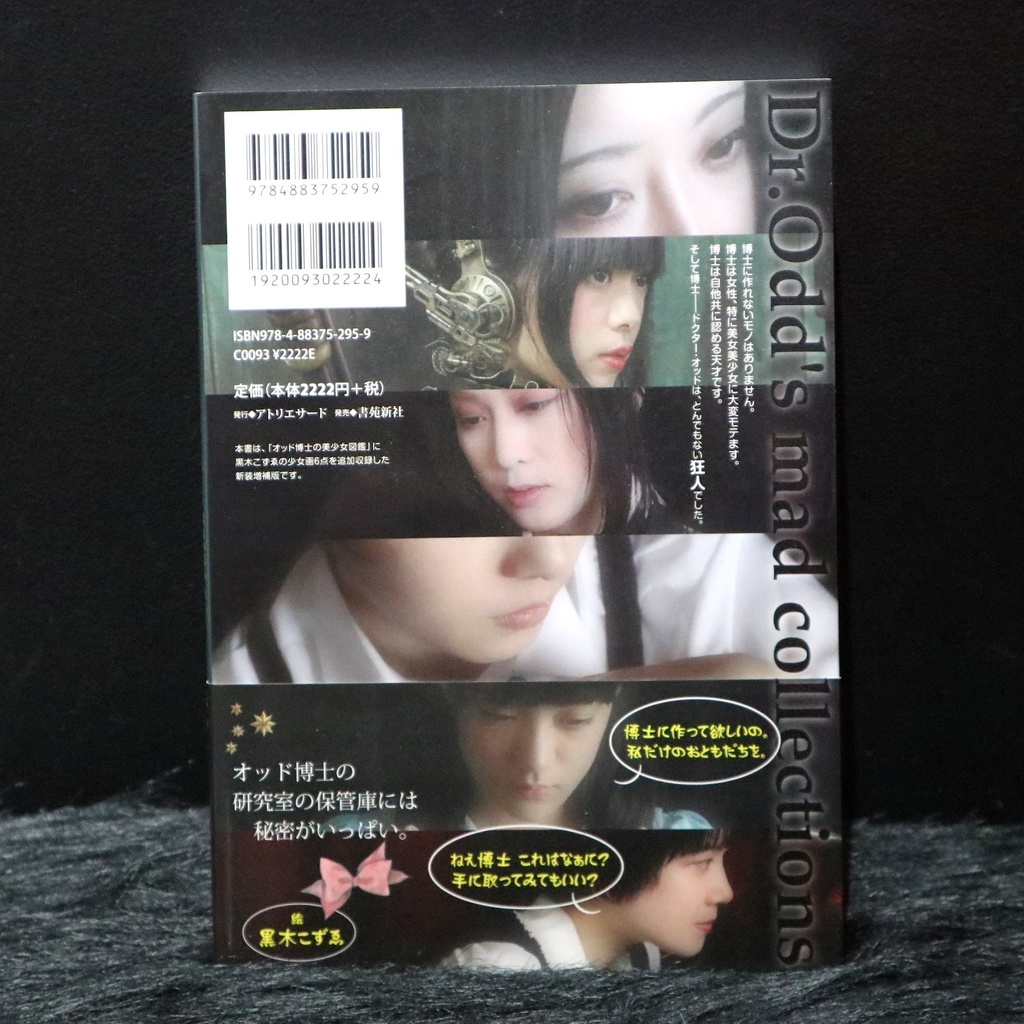 9784883752959
1920093022224
ISBN978-4-88375-295-9
C0093 ¥2222E
定価(本体2222円+税)
発行◆アトリエサード 発売◆書苑新社
本書は、「オッド博士の美少女図鑑」に
黒木こずゑの少女画6点を追加収録した
新装増補版です。
Dr.Odd's mad collections
博士に作れないモノはありません。
博士は女性、特に美女美少女に大変モテます。
博士は自他共に認める天才です。
そして博士――ドクター・オッドは、とんでもない狂人でした。
博士に作って欲しいの。
私だけのおともだちを。
オッド博士の
研究室の保管庫には
秘密がいっぱい。
ねえ博士 これはなぁに?
手に取ってみてもいい?
絵
黒木こずゑ